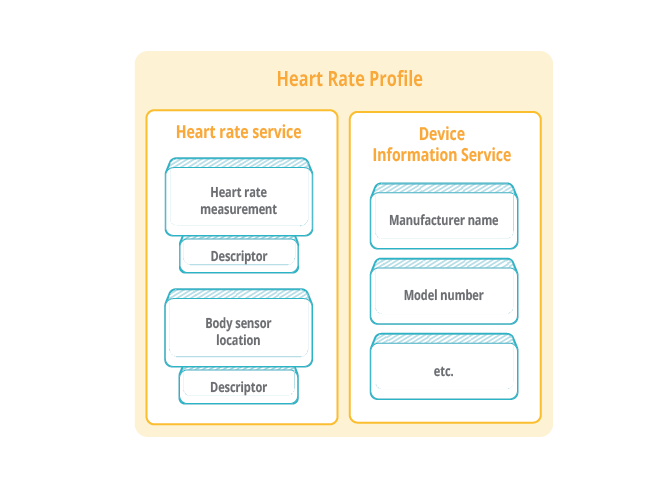 Heart Rate Profile
Heart rate service
Heart rate
measurement
Descriptor
Body sensor
location
Descriptor
Device
Information Service
Manufacturer name
Model number
etc.